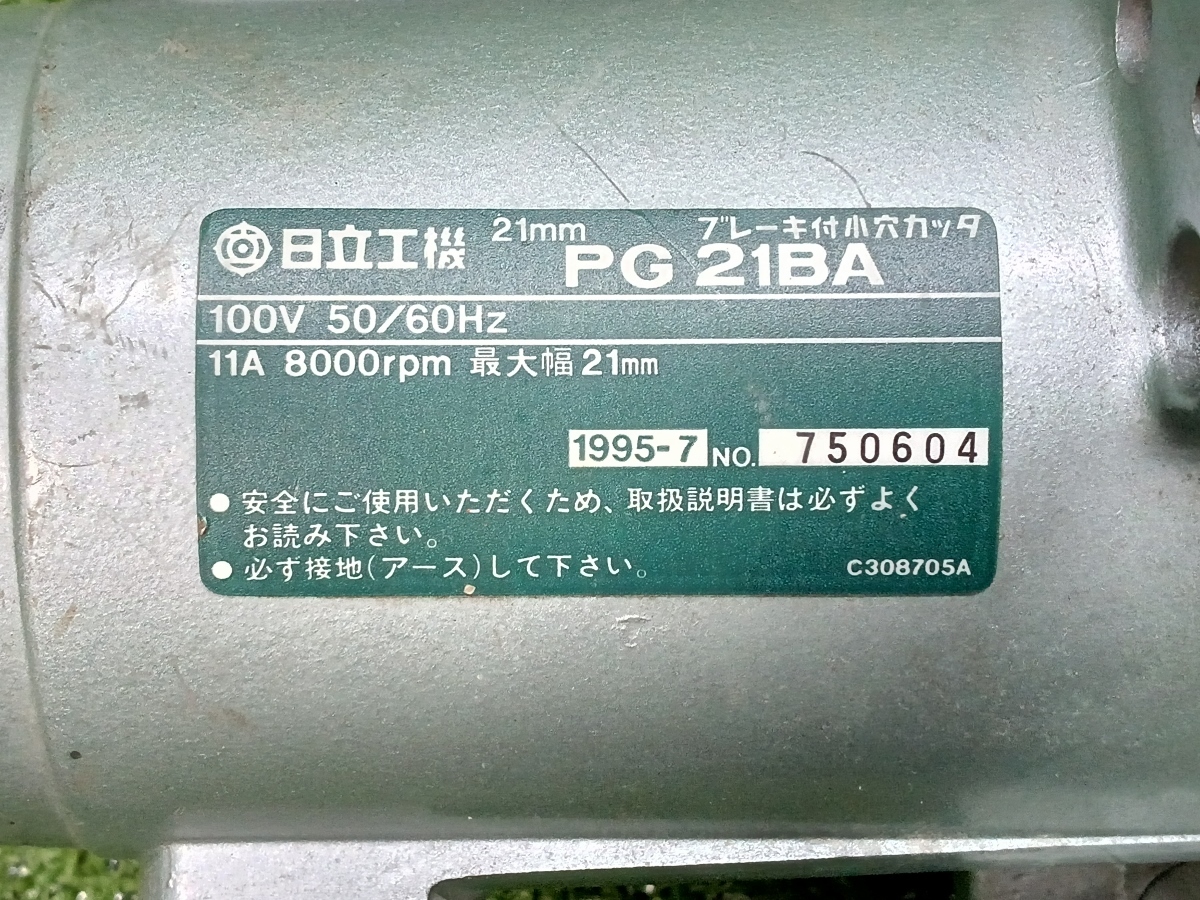 日立工機 21mm ブレーキ付小穴カッタ
PG 21BA
100V 50/60Hz
11A 8000rpm 最大幅21mm
1995-7 NO. 750604
● 安全にご使用いただくため、取扱説明書は必ずよく
お読み下さい。
● 必ず接地(アース)して下さい。 C308705A